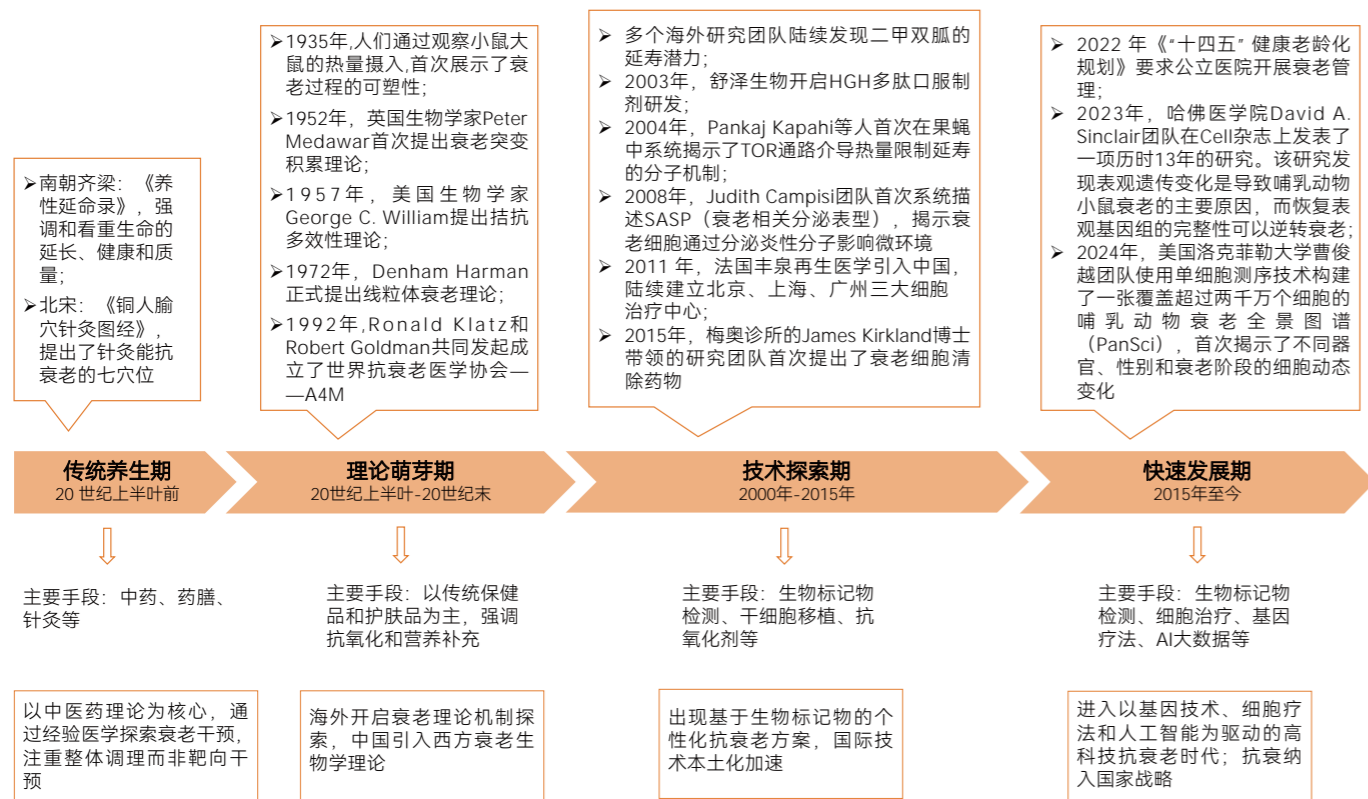 ➢南朝齐梁：《养
性延命录》，强
调和看重生命的
延长、健康和质
量；
➢北宋：《铜人腧
穴针灸图经》，
提出了针灸能抗
衰老的七穴位
➢1935年,人们通过观察小鼠大
鼠的热量摄入,首次展示了衰
老过程的可塑性；
➢1952年，英国生物学家Peter
Medawar首次提出衰老突变
积累理论；
➢1957年，美国生物学家
George C. William提出拮抗
多效性理论；
➢1972年，Denham Harman
正式提出线粒体衰老理论；
➢1992年,Ronald Klatz和
Robert Goldman共同发起成
立了世界抗衰老医学协会—
—A4M
➢ 多个海外研究团队陆续发现二甲双胍的
延寿潜力；
➢ 2003年，舒泽生物开启HGH多肽口服制
剂研发；
➢ 2004年，Pankaj Kapahi等人首次在果蝇
中系统揭示了TOR通路介导热量限制延寿
的分子机制；
➢ 2008年，Judith Campisi团队首次系统描
述SASP（衰老相关分泌表型），揭示衰
老细胞通过分泌炎性分子影响微环境
➢ 2011 年，法国丰泉再生医学引入中国，
陆续建立北京、上海、广州三大细胞
治疗中心；
➢ 2015年，梅奥诊所的James Kirkland博士
带领的研究团队首次提出了衰老细胞清
除药物
➢ 2022 年《“十四五” 健康老龄化
规划》要求公立医院开展衰老管
理；
➢ 2023年，哈佛医学院David A.
Sinclair团队在Cell杂志上发表了
一项历时13年的研究。该研究发
现表观遗传变化是导致哺乳动物
小鼠衰老的主要原因，而恢复表
观基因组的完整性可以逆转衰老；
➢ 2024年，美国洛克菲勒大学曹俊
越团队使用单细胞测序技术构建
了一张覆盖超过两千万个细胞的
哺乳动物衰老全景图谱
（PanSci），首次揭示了不同器
官、性别和衰老阶段的细胞动态
变化
传统养生期
20 世纪上半叶前
理论萌芽期
20世纪上半叶-20世纪末
技术探索期
2000年-2015年
快速发展期
2015年至今
主要手段：中药、药膳、
针灸等
主要手段：以传统保健
品和护肤品为主，强调
抗氧化和营养补充
主要手段：生物标记物
检测、干细胞移植、抗
氧化剂等
主要手段：生物标记物
检测、细胞治疗、基因
疗法、AI大数据等
以中医药理论为核心，通
过经验医学探索衰老干预，
注重整体调理而非靶向干
预
海外开启衰老理论机制探
索，中国引入西方衰老生
物学理论
出现基于生物标记物的个
性化抗衰老方案，国际技
术本土化加速
进入以基因技术、细胞疗
法和人工智能为驱动的高
科技抗衰老时代；抗衰纳
入国家战略